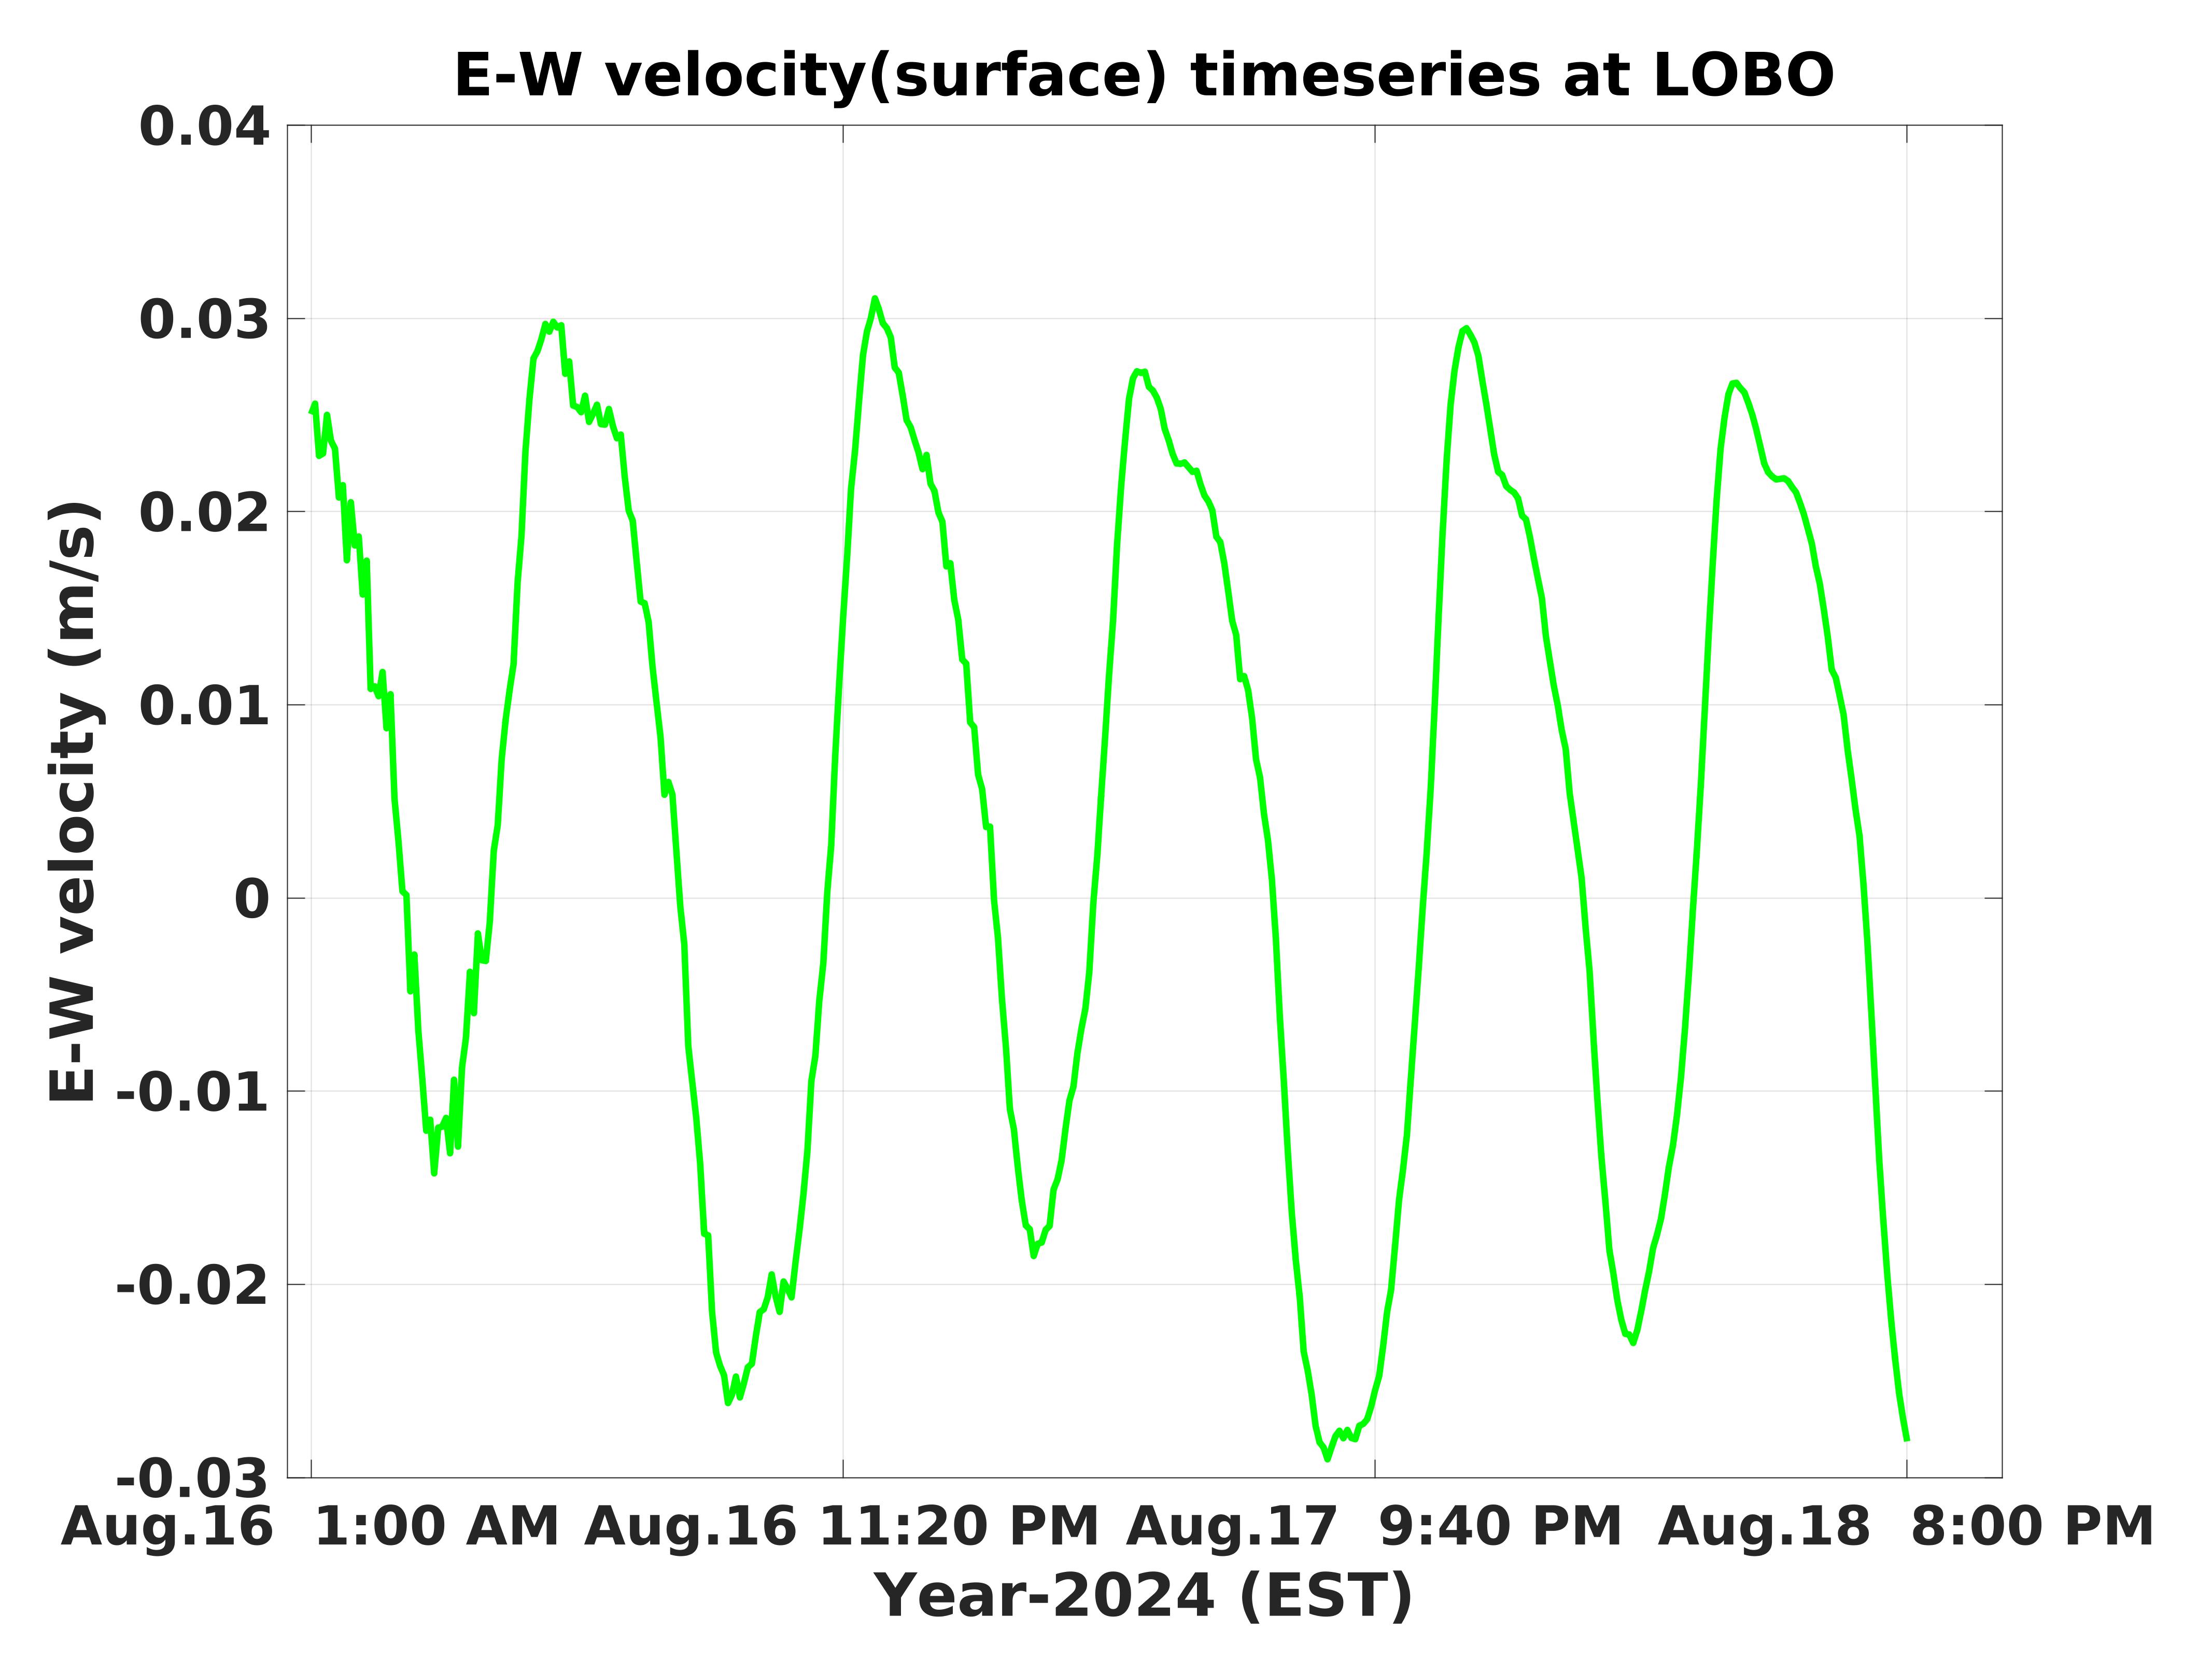 E-W velocity(surface) timeseries at LOBO
0.04
0.03
0.02
0.01
0
-0.01
-0.02
-0.03
E-W velocity (m/s)
Aug.16 1:00 AM Aug.16 11:20 PM Aug.17 9:40 PM Aug.18 8:00 PM
Year-2024 (EST)